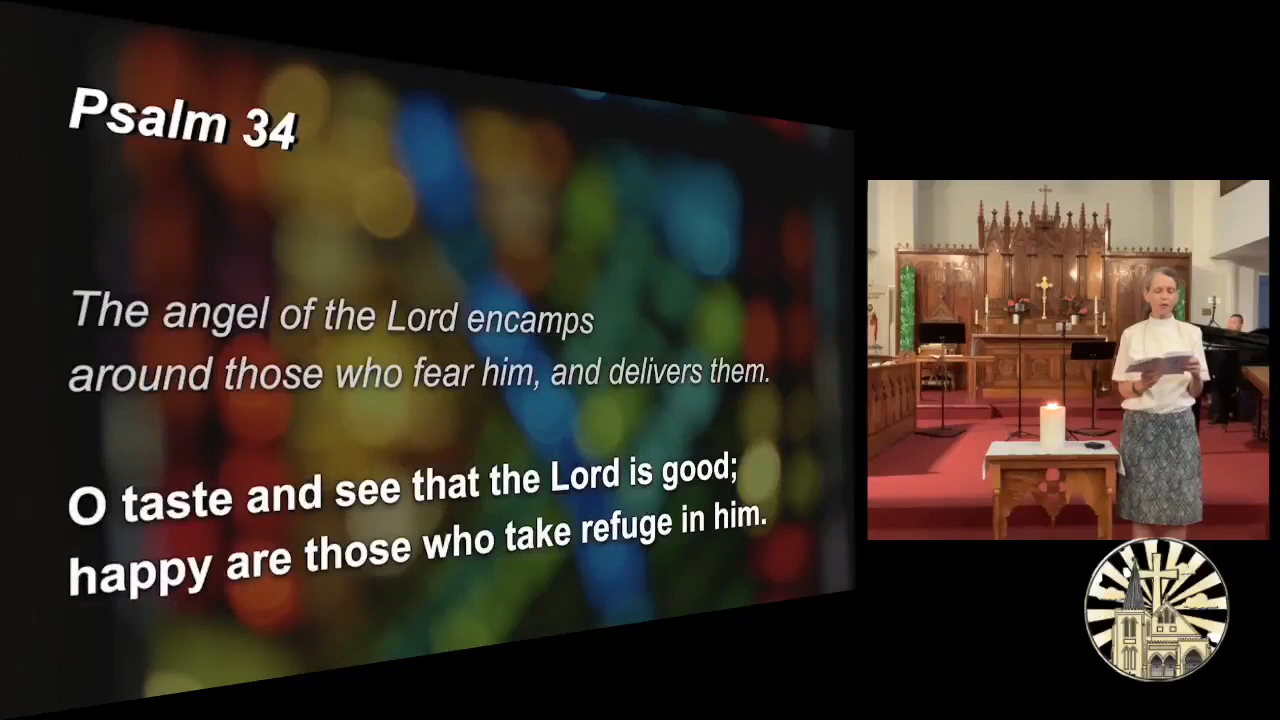 Psalm 34
The angel of the Lord encamps
around those who fear him, and delivers them.
O taste and see that the Lord is good;
happy are those who take refuge in him.